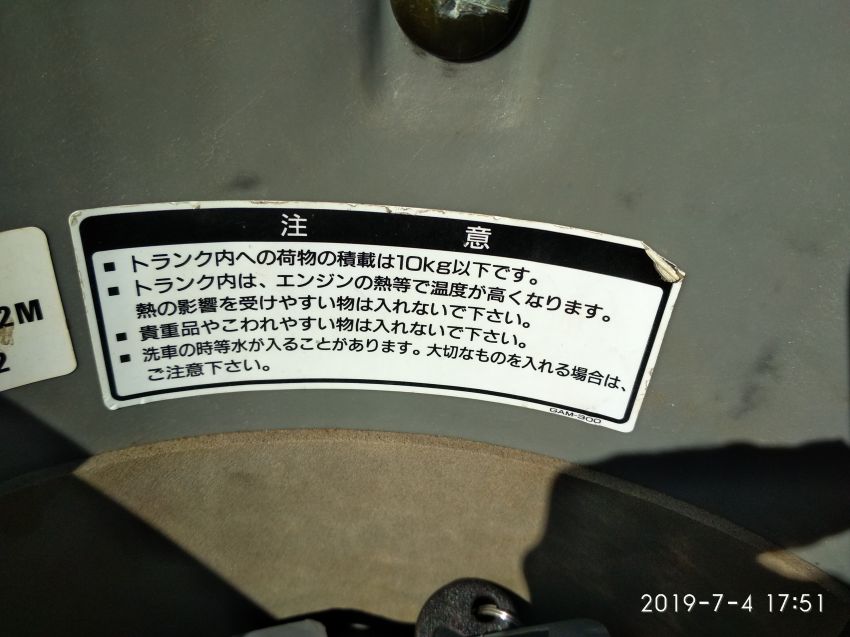 注 意
■ トランク内への荷物の積載は10kg以下です。
■ トランク内は、エンジンの熱等で温度が高くなります。
熱の影響を受けやすい物は入れないで下さい。
■ 貴重品やこわれやすい物は入れないで下さい。
■ 洗車の時等水が入ることがあります。大切なものを入れる場合は、
ご注意下さい。
GAM-300
2M
2
2019-7-4 17:51